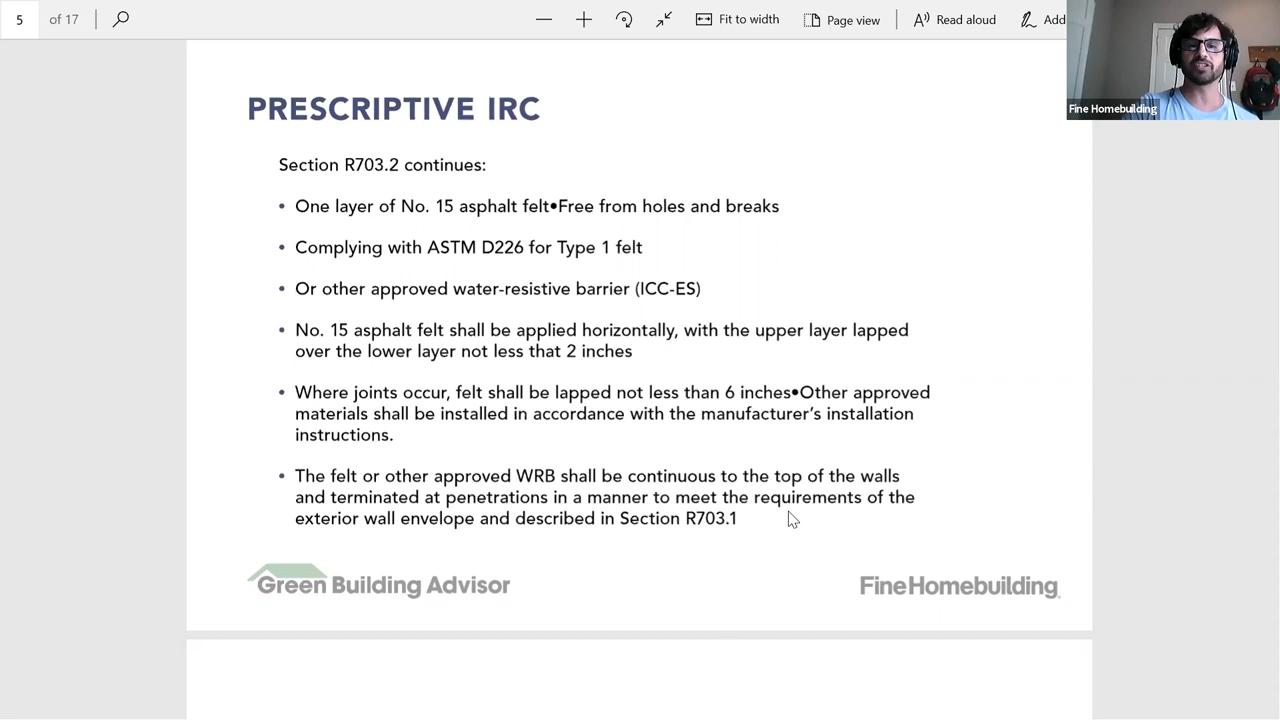 5 of 17
Fit to width
Page view
Read aloud
Add
Fine Homebuilding
PRESCRIPTIVE IRC
Section R703.2 continues:
• One layer of No. 15 asphalt felt•Free from holes and breaks
• Complying with ASTM D226 for Type 1 felt
• Or other approved water-resistive barrier (ICC-ES)
• No. 15 asphalt felt shall be applied horizontally, with the upper layer lapped
over the lower layer not less that 2 inches
• Where joints occur, felt shall be lapped not less than 6 inches•Other approved
materials shall be installed in accordance with the manufacturer’s installation
instructions.
• The felt or other approved WRB shall be continuous to the top of the walls
and terminated at penetrations in a manner to meet the requirements of the
exterior wall envelope and described in Section R703.1
Green Building Advisor
FineHomebuilding